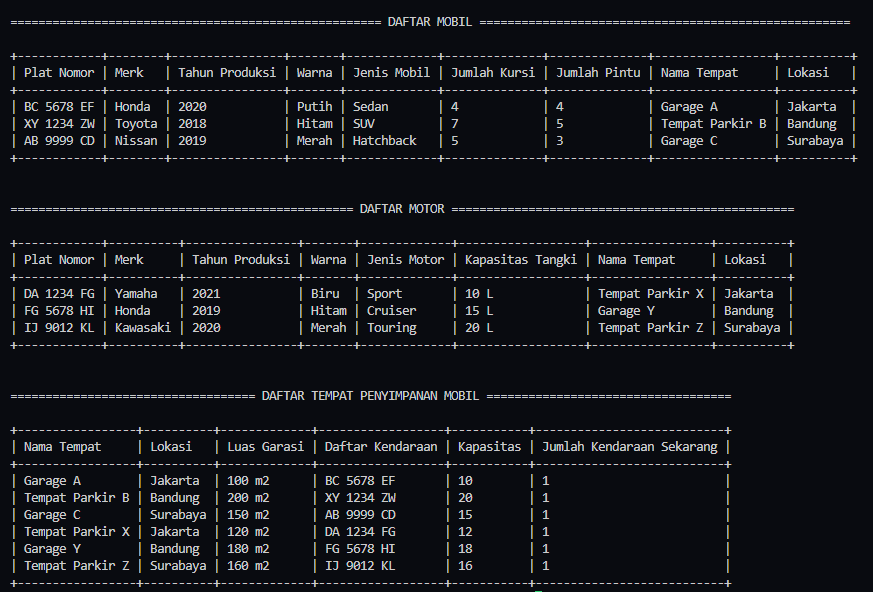 ===================================================== DAFTAR MOBIL =====================================================
+-------------+---------+----------------+-------+-------------+--------------+--------------+----------------+----------+
| Plat Nomor | Merk   | Tahun Produksi | Warna | Jenis Mobil | Jumlah Kursi | Jumlah Pintu | Nama Tempat     | Lokasi   |
+------------+--------+----------------+-------+-------------+--------------+--------------+-----------------+----------+
| BC 5678 EF | Honda  | 2020           | Putih | Sedan       | 4            | 4            | Garage A        | Jakarta  |
| XY 1234 ZW | Toyota | 2018           | Hitam | SUV         | 7            | 5            | Tempat Parkir B | Bandung  |
| AB 9999 CD | Nissan | 2019           | Merah | Hatchback   | 5            | 3            | Garage C        | Surabaya |
+------------+--------+----------------+-------+-------------+--------------+--------------+-----------------+----------+
================================================= DAFTAR MOTOR =================================================
+------------+----------+----------------+-------+-------------+------------------+-----------------+----------+
| Plat Nomor | Merk     | Tahun Produksi | Warna | Jenis Motor | Kapasitas Tangki | Nama Tempat     | Lokasi   |
+------------+----------+----------------+-------+-------------+------------------+-----------------+----------+
| DA 1234 FG | Yamaha   | 2021           | Biru  | Sport       | 10 L             | Tempat Parkir X | Jakarta  |
| FG 5678 HI | Honda    | 2019           | Hitam | Cruiser     | 15 L             | Garage Y        | Bandung  |
| IJ 9012 KL | Kawasaki | 2020           | Merah | Touring     | 20 L             | Tempat Parkir Z | Surabaya |
+------------+----------+----------------+-------+-------------+------------------+-----------------+----------+
=================================== DAFTAR TEMPAT PENYIMPANAN MOBIL ===================================
+-----------------+----------+-------------+------------------+-----------+---------------------------+
| Nama Tempat     | Lokasi   | Luas Garasi | Daftar Kendaraan | Kapasitas | Jumlah Kendaraan Sekarang |
+-----------------+----------+-------------+------------------+-----------+---------------------------+
| Garage A        | Jakarta  | 100 m2      | BC 5678 EF       | 10        | 1                         |
| Tempat Parkir B | Bandung  | 200 m2      | XY 1234 ZW       | 20        | 1                         |
| Garage C        | Surabaya | 150 m2      | AB 9999 CD       | 15        | 1                         |
| Tempat Parkir X | Jakarta  | 120 m2      | DA 1234 FG       | 12        | 1                         |
| Garage Y        | Bandung  | 180 m2      | FG 5678 HI       | 18        | 1                         |
| Tempat Parkir Z | Surabaya | 160 m2      | IJ 9012 KL       | 16        | 1                         |
+-----------------+----------+-------------+------------------+-----------+---------------------------+